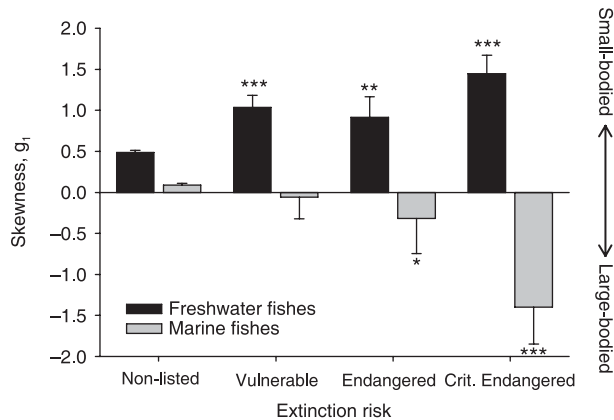 Skewness, g1
2.0
1.5
1.0
0.5
0.0
–0.5
–1.0
–1.5
–2.0
***
**
***
*
***
Freshwater fishes
Marine fishes
Non-listed
Vulnerable
Endangered
Crit. Endangered
Extinction risk
Small-bodied
Large-bodied